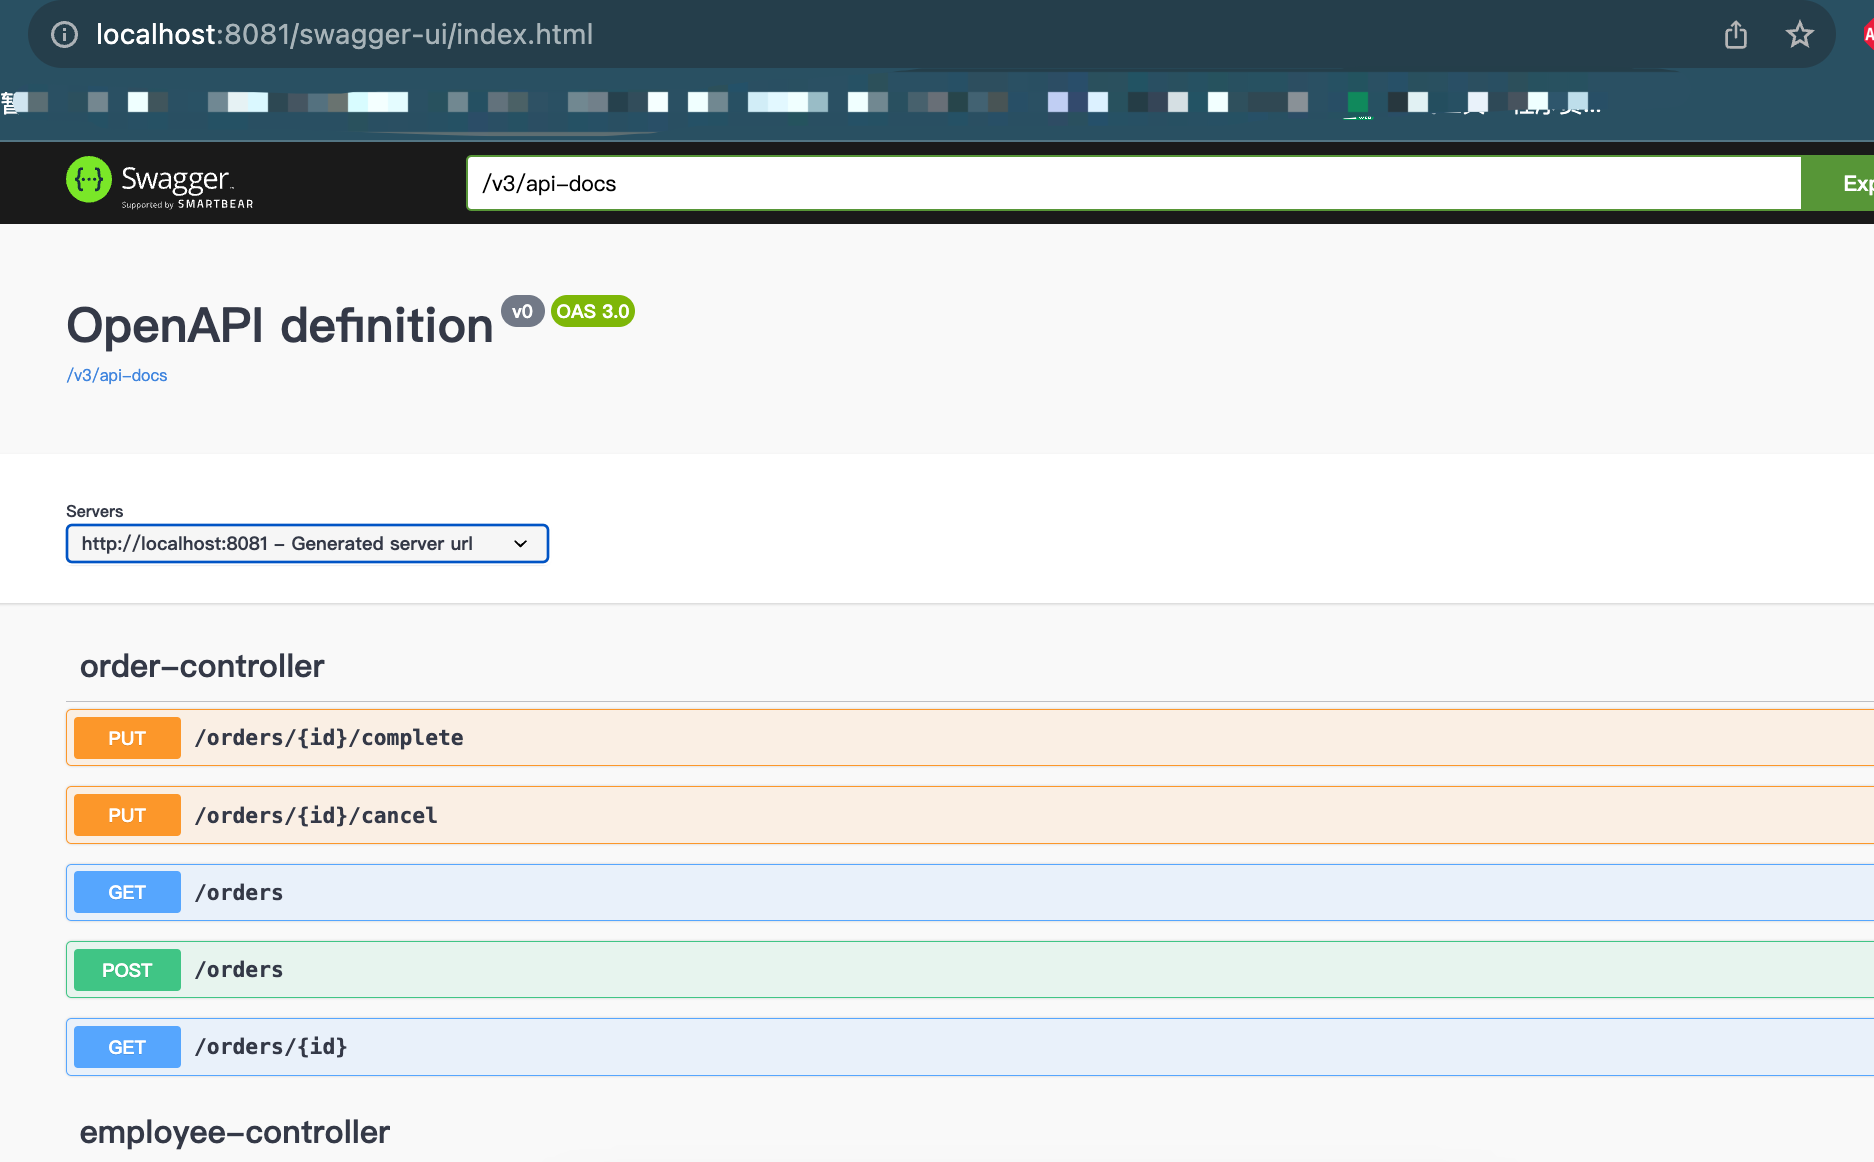 localhost:8081/swagger-ui/index.html
Swagger
Supported by SMARTBEAR
/v3/api-docs
OpenAPI definition v0 OAS 3.0
/v3/api-docs
Servers
http://localhost:8081 - Generated server url
order-controller
PUT /orders/{id}/complete
PUT /orders/{id}/cancel
GET /orders
POST /orders
GET /orders/{id}
employee-controller